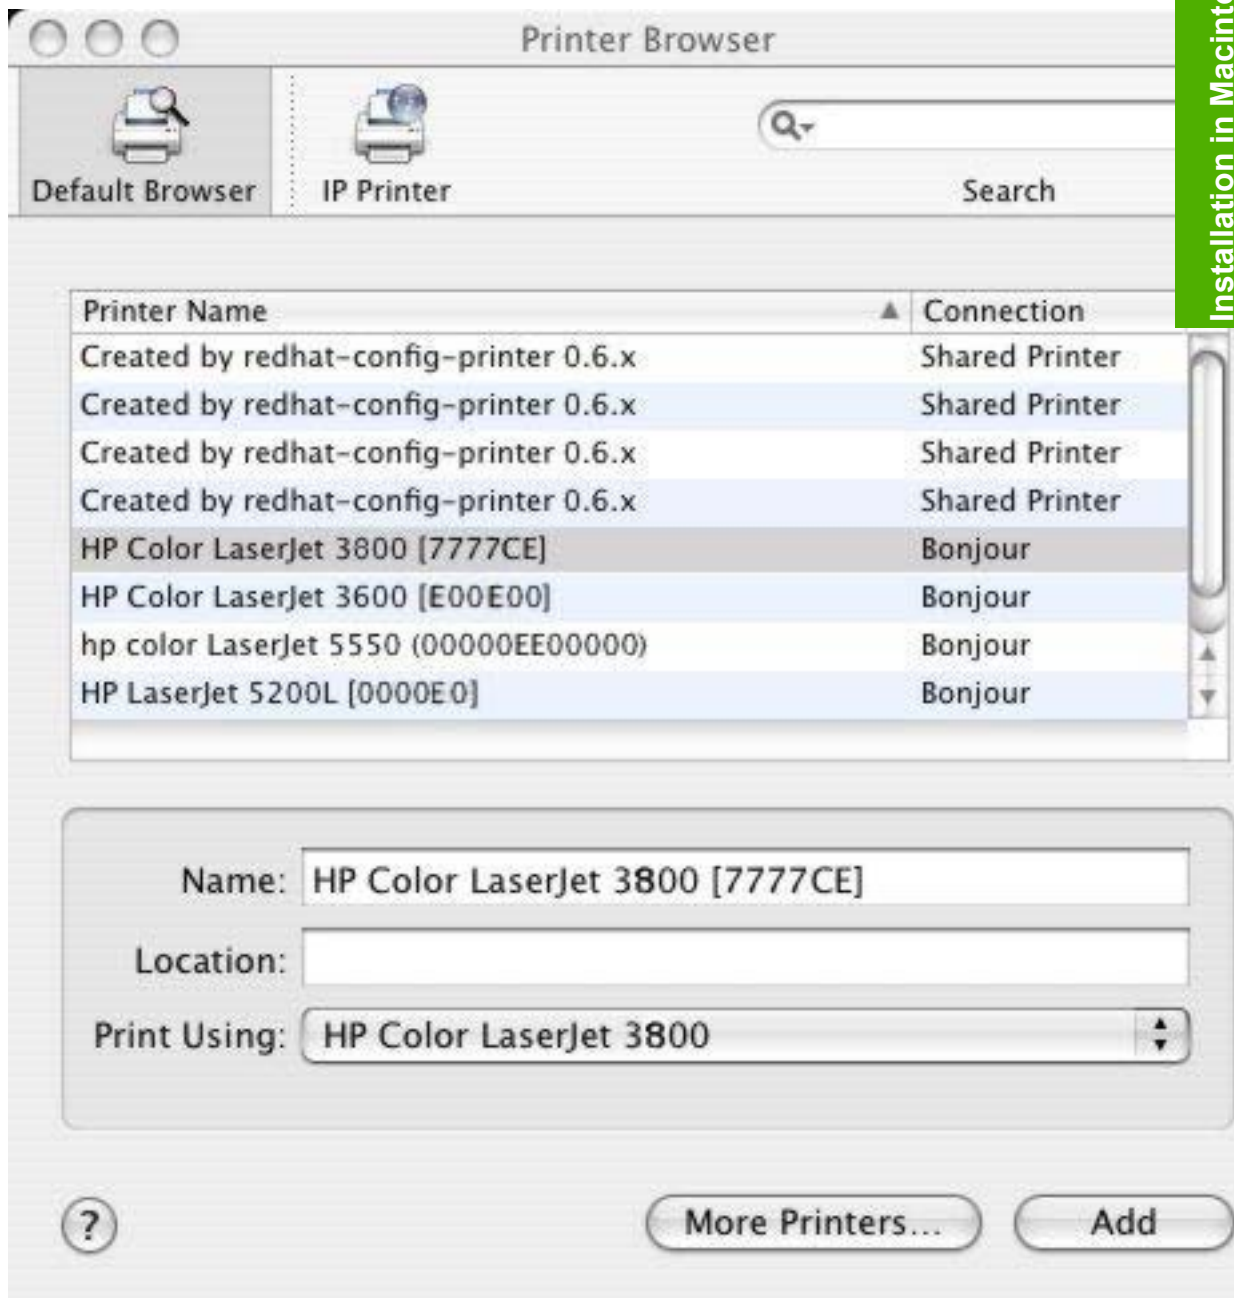 Printer Browser
Default Browser
IP Printer
Search
Installation in Macint
Printer Name Connection
Created by redhat-config-printer 0.6.x Shared Printer
Created by redhat-config-printer 0.6.x Shared Printer
Created by redhat-config-printer 0.6.x Shared Printer
Created by redhat-config-printer 0.6.x Shared Printer
HP Color LaserJet 3800 [7777CE] Bonjour
HP Color LaserJet 3600 [E00E00] Bonjour
hp color LaserJet 5550 (00000EE00000) Bonjour
HP LaserJet 5200L [0000E0] Bonjour
Name: HP Color LaserJet 3800 [7777CE]
Location:
Print Using: HP Color LaserJet 3800
?
More Printers...
Add